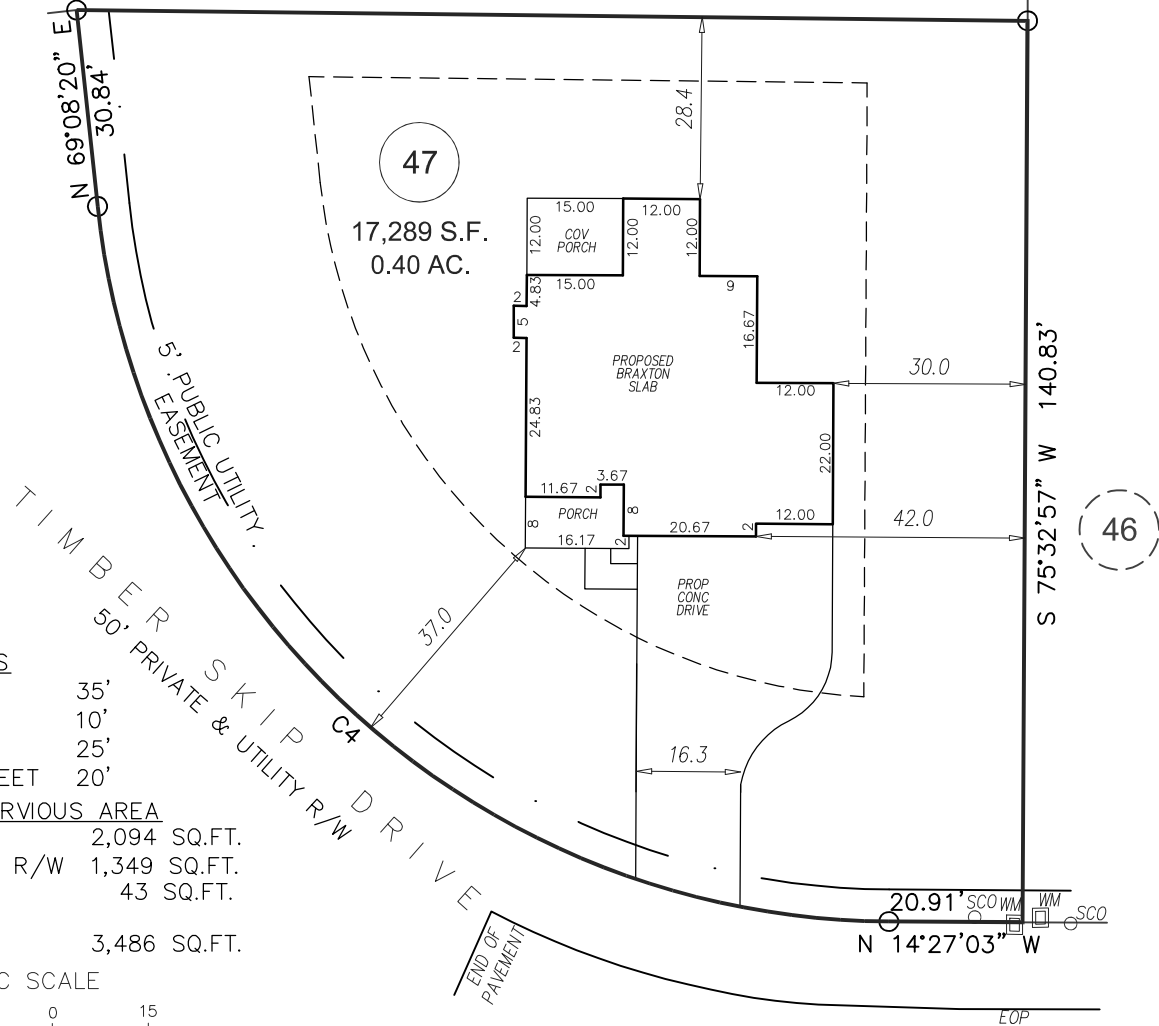 N 69°08'20" E
30.84'
28.4
47
17,289 S.F.
0.40 AC.
15.00
12.00
COV
PORCH
12.00
12.00
12.00
15.00
4.83
2
5
2
9
16.67
PROPOSED
BRAXTON
SLAB
30.0
12.00
22.00
24.83
S 75°32'57" W 140.83'
5' PUBLIC UTILITY
EASEMENT
3.67
11.67
2
PORCH
8
8
16.17
2
20.67
2
12.00
42.0
46
PROP
CONC
DRIVE
37.0
TIMBER SKIP DRIVE
50' PRIVATE & UTILITY R/W
C4
16.3
S
35'
10'
25'
EET 20'
RVIOUS AREA
2,094 SQ.FT.
R/W 1,349 SQ.FT.
43 SQ.FT.
3,486 SQ.FT.
C SCALE
0 15
20.91'
SCO
WM
WM
SCO
N 14°27'03" W
END OF
PAVEMENT
EOP